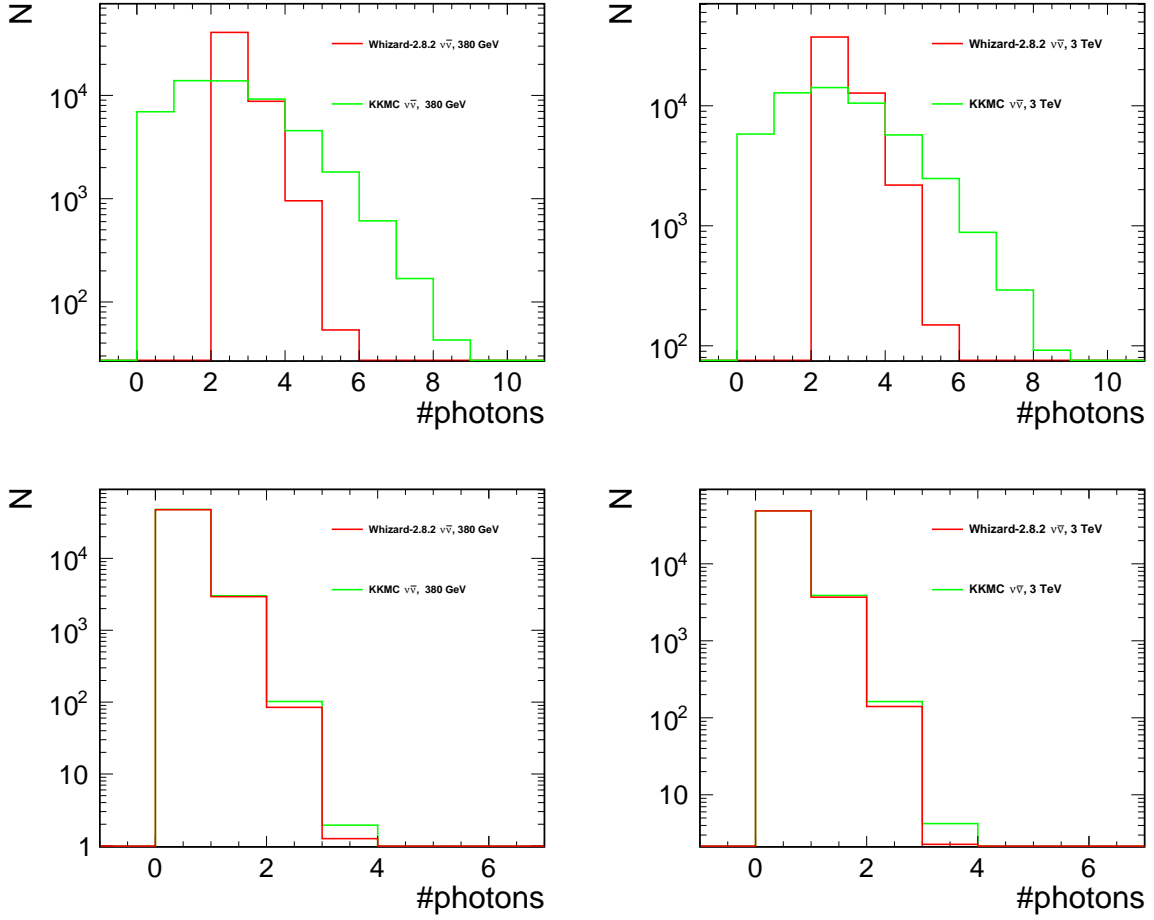 N
Whizard-2.8.2 νν̅, 380 GeV
KKMC νν̅, 380 GeV
10⁴
10³
10²
0 2 4 6 8 10
#photons
N
Whizard-2.8.2 νν̅, 3 TeV
KKMC νν̅, 3 TeV
10⁴
10³
10²
0 2 4 6 8 10
#photons
N
Whizard-2.8.2 νν̅, 380 GeV
KKMC νν̅, 380 GeV
10⁴
10³
10²
10
1
0 2 4 6
#photons
N
Whizard-2.8.2 νν̅, 3 TeV
KKMC νν̅, 3 TeV
10⁴
10³
10²
10
0 2 4 6
#photons